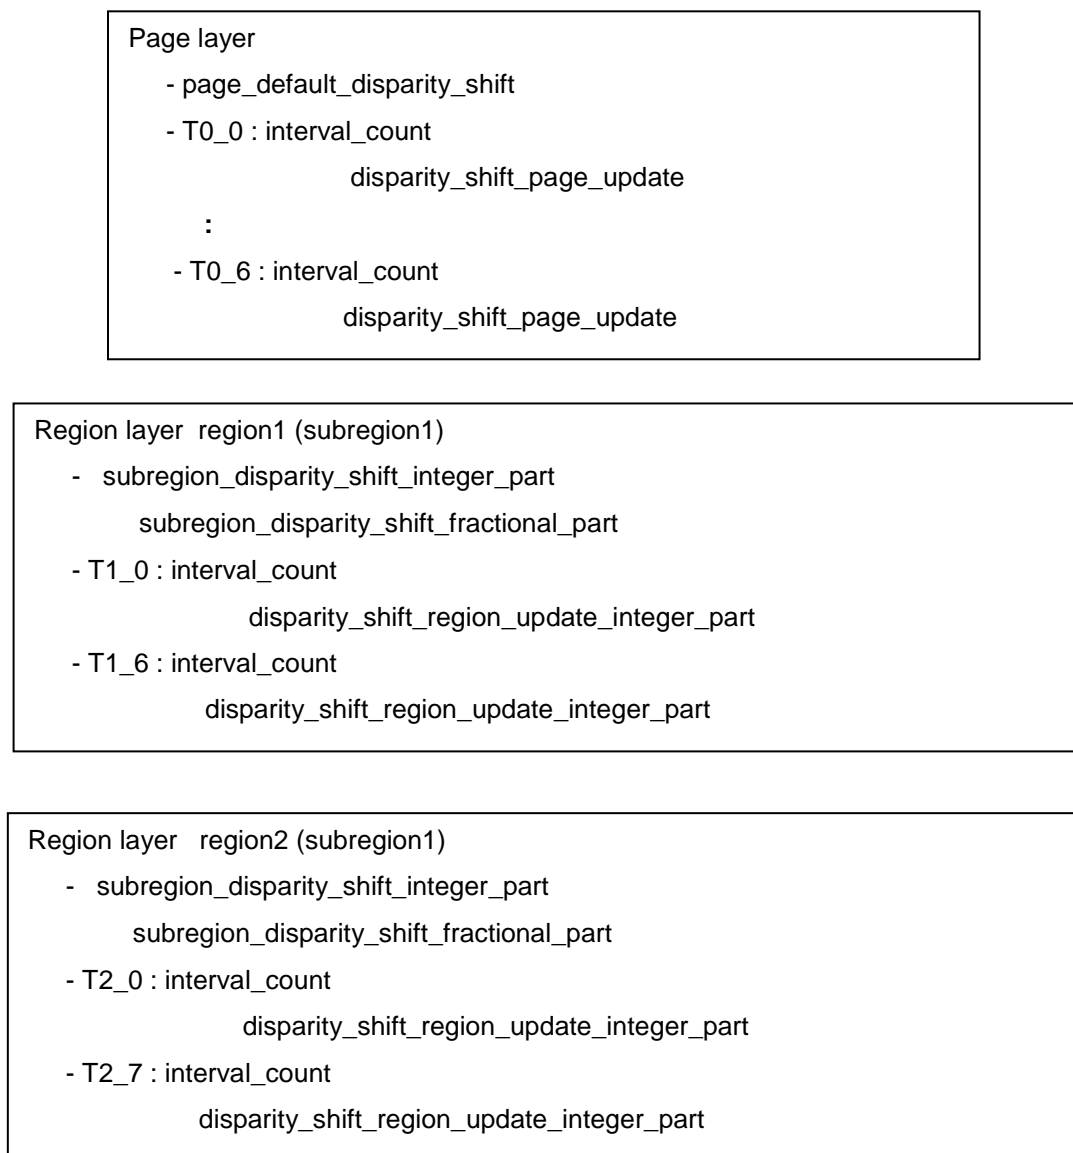 Page layer
- page_default_disparity_shift
- T0_0 : interval_count
disparity_shift_page_update
:
- T0_6 : interval_count
disparity_shift_page_update
Region layer  region1 (subregion1)
-   subregion_disparity_shift_integer_part
subregion_disparity_shift_fractional_part
- T1_0 : interval_count
disparity_shift_region_update_integer_part
- T1_6 : interval_count
disparity_shift_region_update_integer_part
Region layer   region2 (subregion1)
-   subregion_disparity_shift_integer_part
subregion_disparity_shift_fractional_part
- T2_0 : interval_count
disparity_shift_region_update_integer_part
- T2_7 : interval_count
disparity_shift_region_update_integer_part